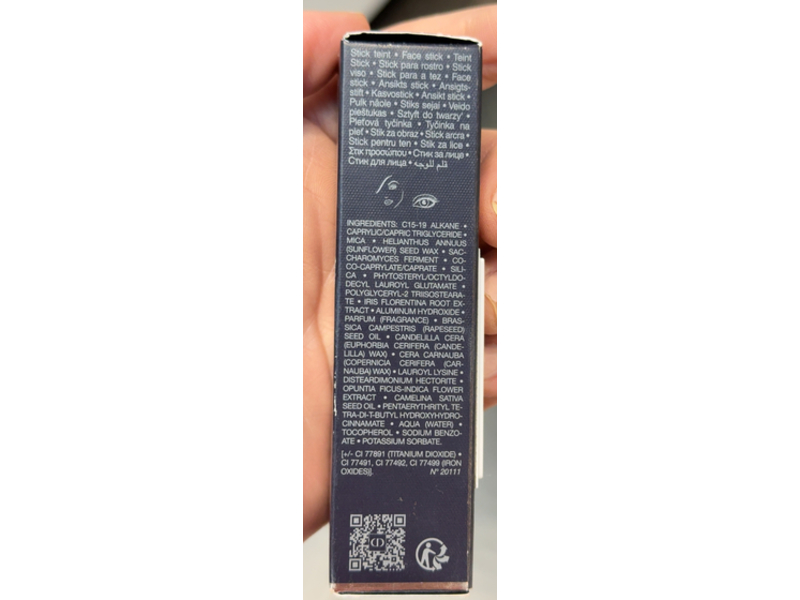 Stick teint • Face stick • Teint
Stick • Stick para rostro • Stick
viso • Stick para a tez • Face
stick • Ansikts stick • Ansigts-
stift • Kasvostick • Ansikt stick •
Pulk näole • Stiks sejai • Veido
pieštukas • Sztyft do twarzy •
Pleťová tyčinka • Tyčinka na
pleť • Stik za obraz • Stick arcra •
Stick pentru ten • Stik za lice •
Στικ προσώπου • Стик за лице •
Стик для лица • قلم للوجه
INGREDIENTS: C15-19 ALKANE •
CAPRYLIC/CAPRIC TRIGLYCERIDE •
MICA • HELIANTHUS ANNUUS
(SUNFLOWER) SEED WAX • SAC-
CHAROMYCES FERMENT • CO-
CO-CAPRYLATE/CAPRATE • SILI-
CA • PHYTOSTERYL/OCTYLDO-
DECYL LAUROYL GLUTAMATE •
POLYGLYCERYL-2 TRIISOSTEARA-
TE • IRIS FLORENTINA ROOT EX-
TRACT • ALUMINUM HYDROXIDE •
PARFUM (FRAGRANCE) • BRAS-
SICA CAMPESTRIS (RAPESEED)
SEED OIL • CANDELILLA CERA
(EUPHORBIA CERIFERA (CANDE-
LILLA) WAX) • CERA CARNAUBA
(COPERNICIA CERIFERA (CAR-
NAUBA) WAX) • LAUROYL LYSINE •
DISTEARDIMONIUM HECTORITE •
OPUNTIA FICUS-INDICA FLOWER
EXTRACT • CAMELINA SATIVA
SEED OIL • PENTAERYTHRITYL TE-
TRA-DI-T-BUTYL HYDROXYHYDRO-
CINNAMATE • AQUA (WATER) •
TOCOPHEROL • SODIUM BENZO-
ATE • POTASSIUM SORBATE.
[+/- CI 77891 (TITANIUM DIOXIDE) •
CI 77491, CI 77492, CI 77499 (IRON
OXIDES)]. N° 20111
CD